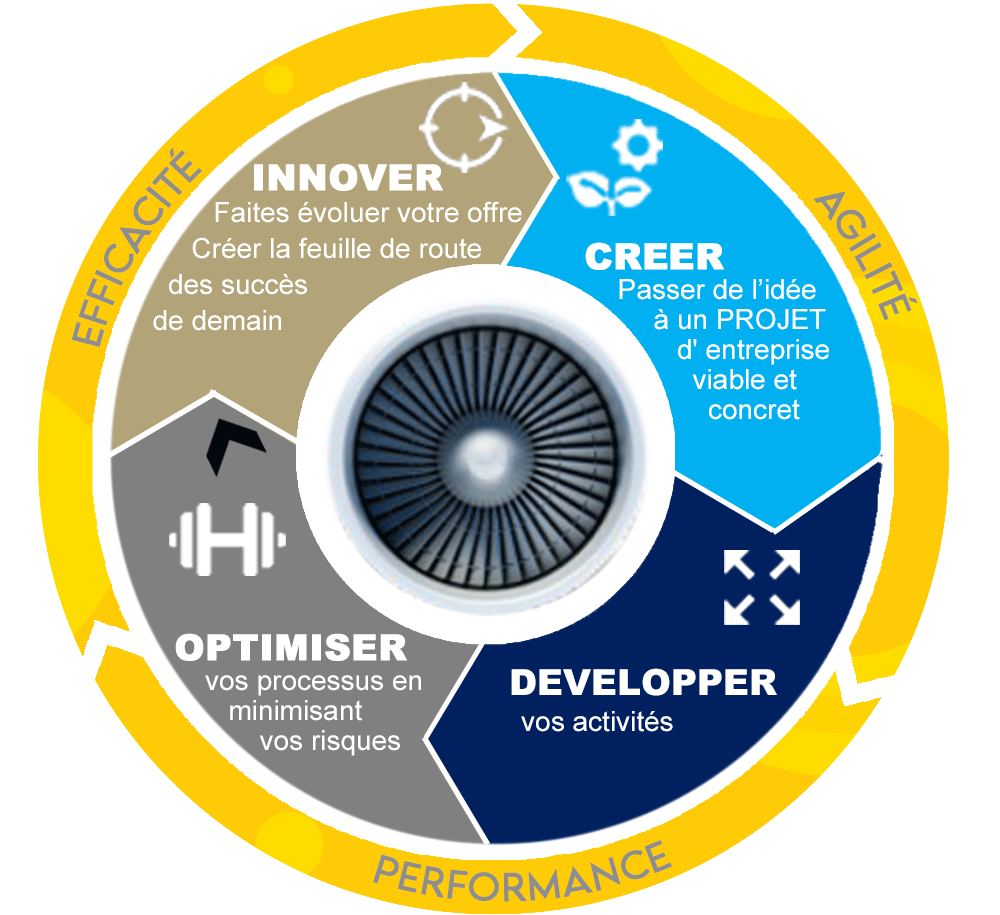 EFFICACITÉ
AGILITÉ
INNOVER
Faites évoluer votre offre
Créer la feuille de route
des succès
de demain
CREER
Passer de l’idée
à un PROJET
d' entreprise
viable et
concret
OPTIMISER
vos processus en
minimisant
vos risques
DEVELOPPER
vos activités
PERFORMANCE